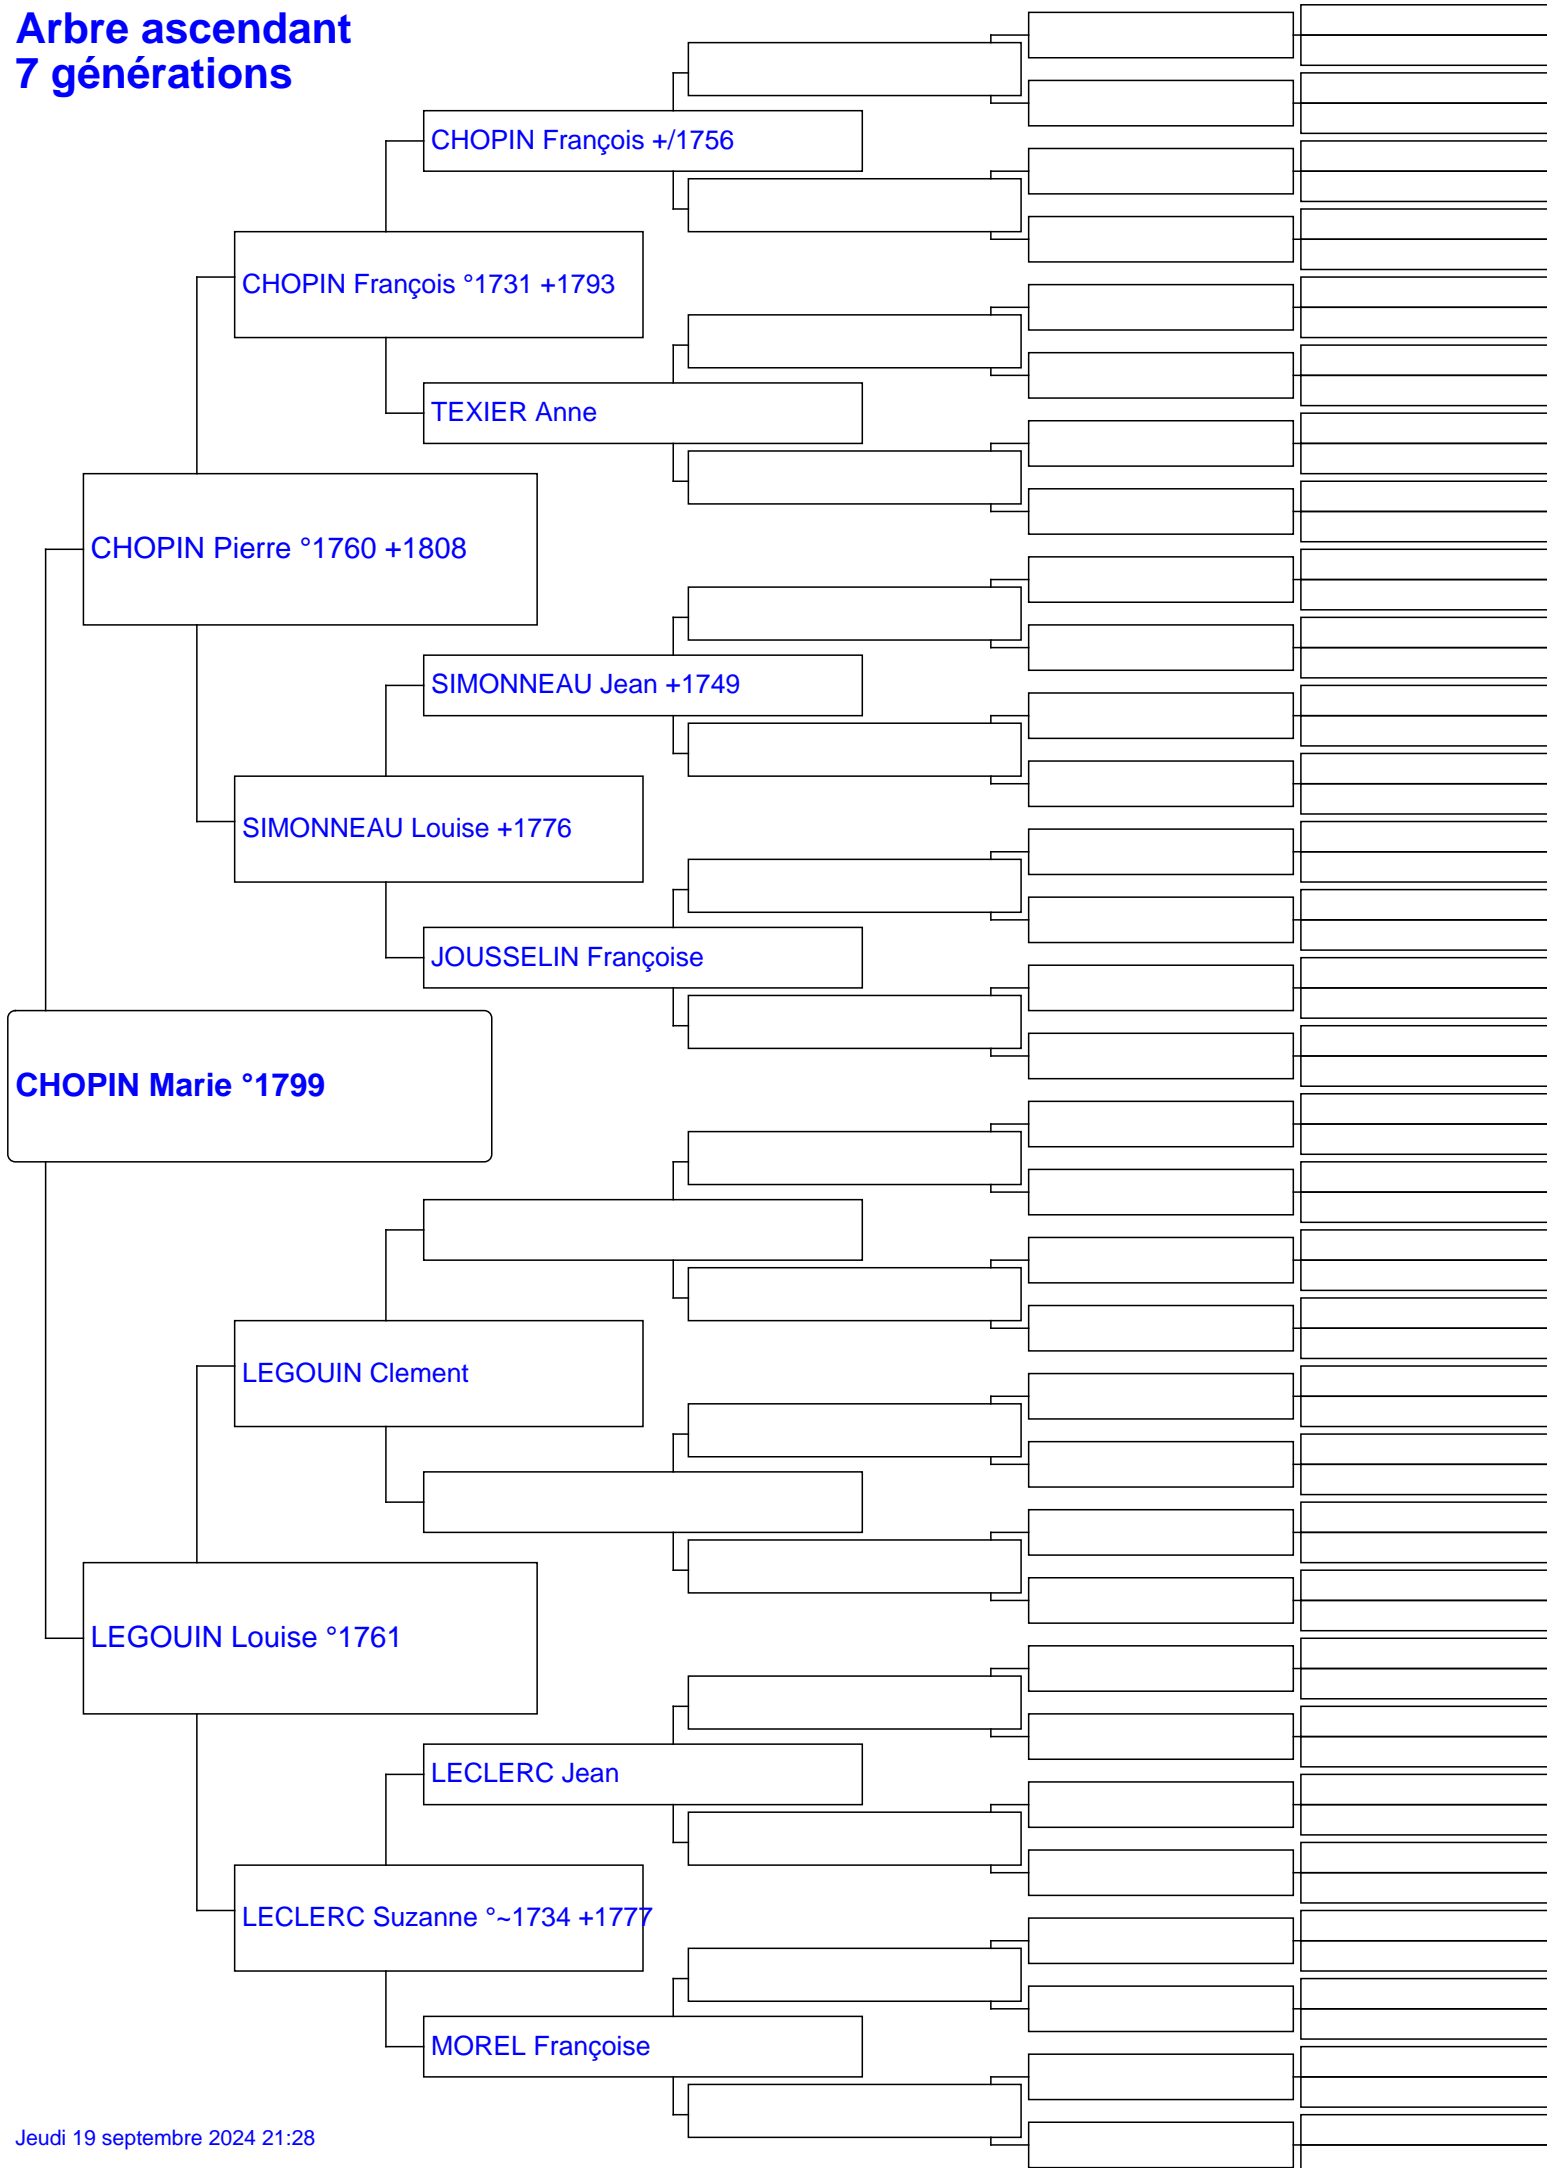 Arbre ascendant
7 générations
CHOPIN François +/1756
CHOPIN François °1731 +1793
TEXIER Anne
CHOPIN Pierre °1760 +1808
SIMONNEAU Jean +1749
SIMONNEAU Louise +1776
JOUSSELIN Françoise
CHOPIN Marie °1799
LEGOUIN Clement
LEGOUIN Louise °1761
LECLERC Jean
LECLERC Suzanne °~1734 +1777
MOREL Françoise
Jeudi 19 septembre 2024 21:28